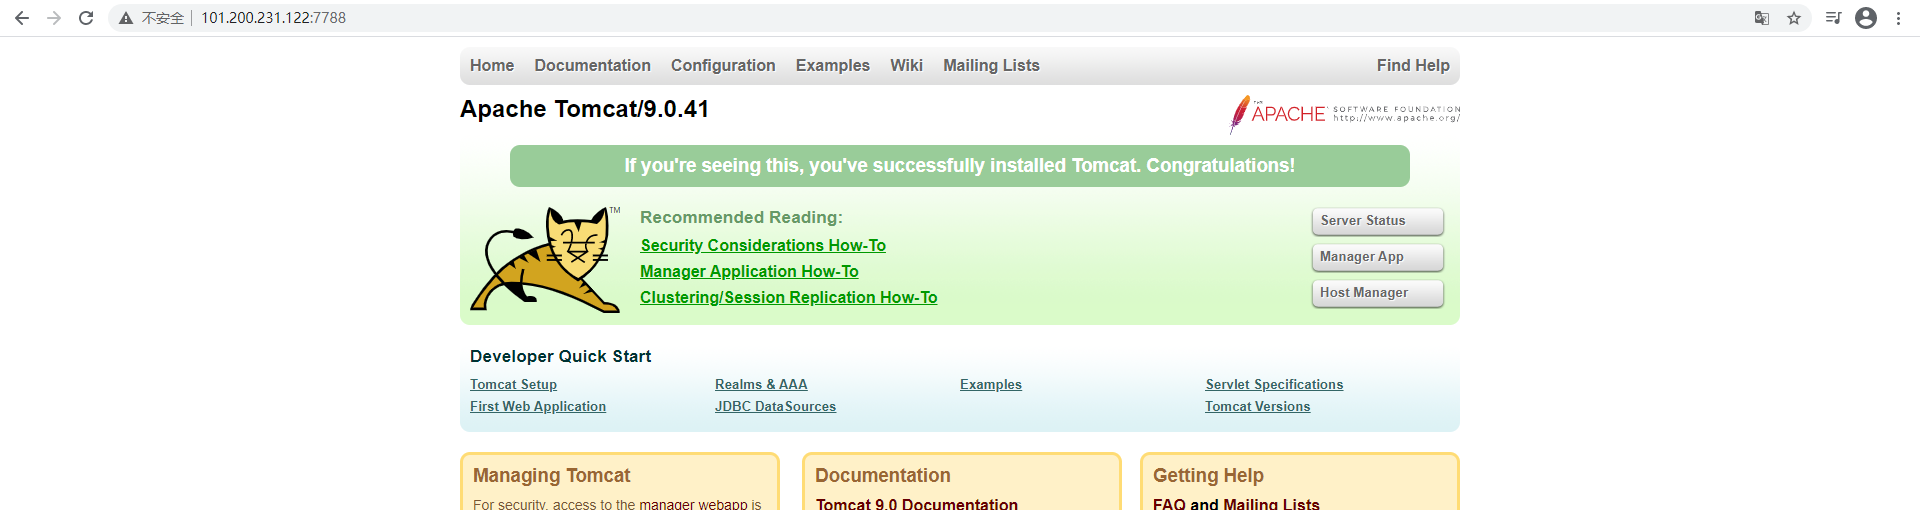 不安全 101.200.231.122:7788
Home Documentation Configuration Examples Wiki Mailing Lists Find Help
Apache Tomcat/9.0.41
THE APACHE SOFTWARE FOUNDATION
http://www.apache.org/
If you're seeing this, you've successfully installed Tomcat. Congratulations!
TM
Recommended Reading:
Security Considerations How-To
Manager Application How-To
Clustering/Session Replication How-To
Server Status
Manager App
Host Manager
Developer Quick Start
Tomcat Setup
First Web Application
Realms & AAA
JDBC DataSources
Examples
Servlet Specifications
Tomcat Versions
Managing Tomcat
For security, access to the manager webapp is
Documentation
Tomcat 9.0 Documentation
Getting Help
FAQ and Mailing Lists